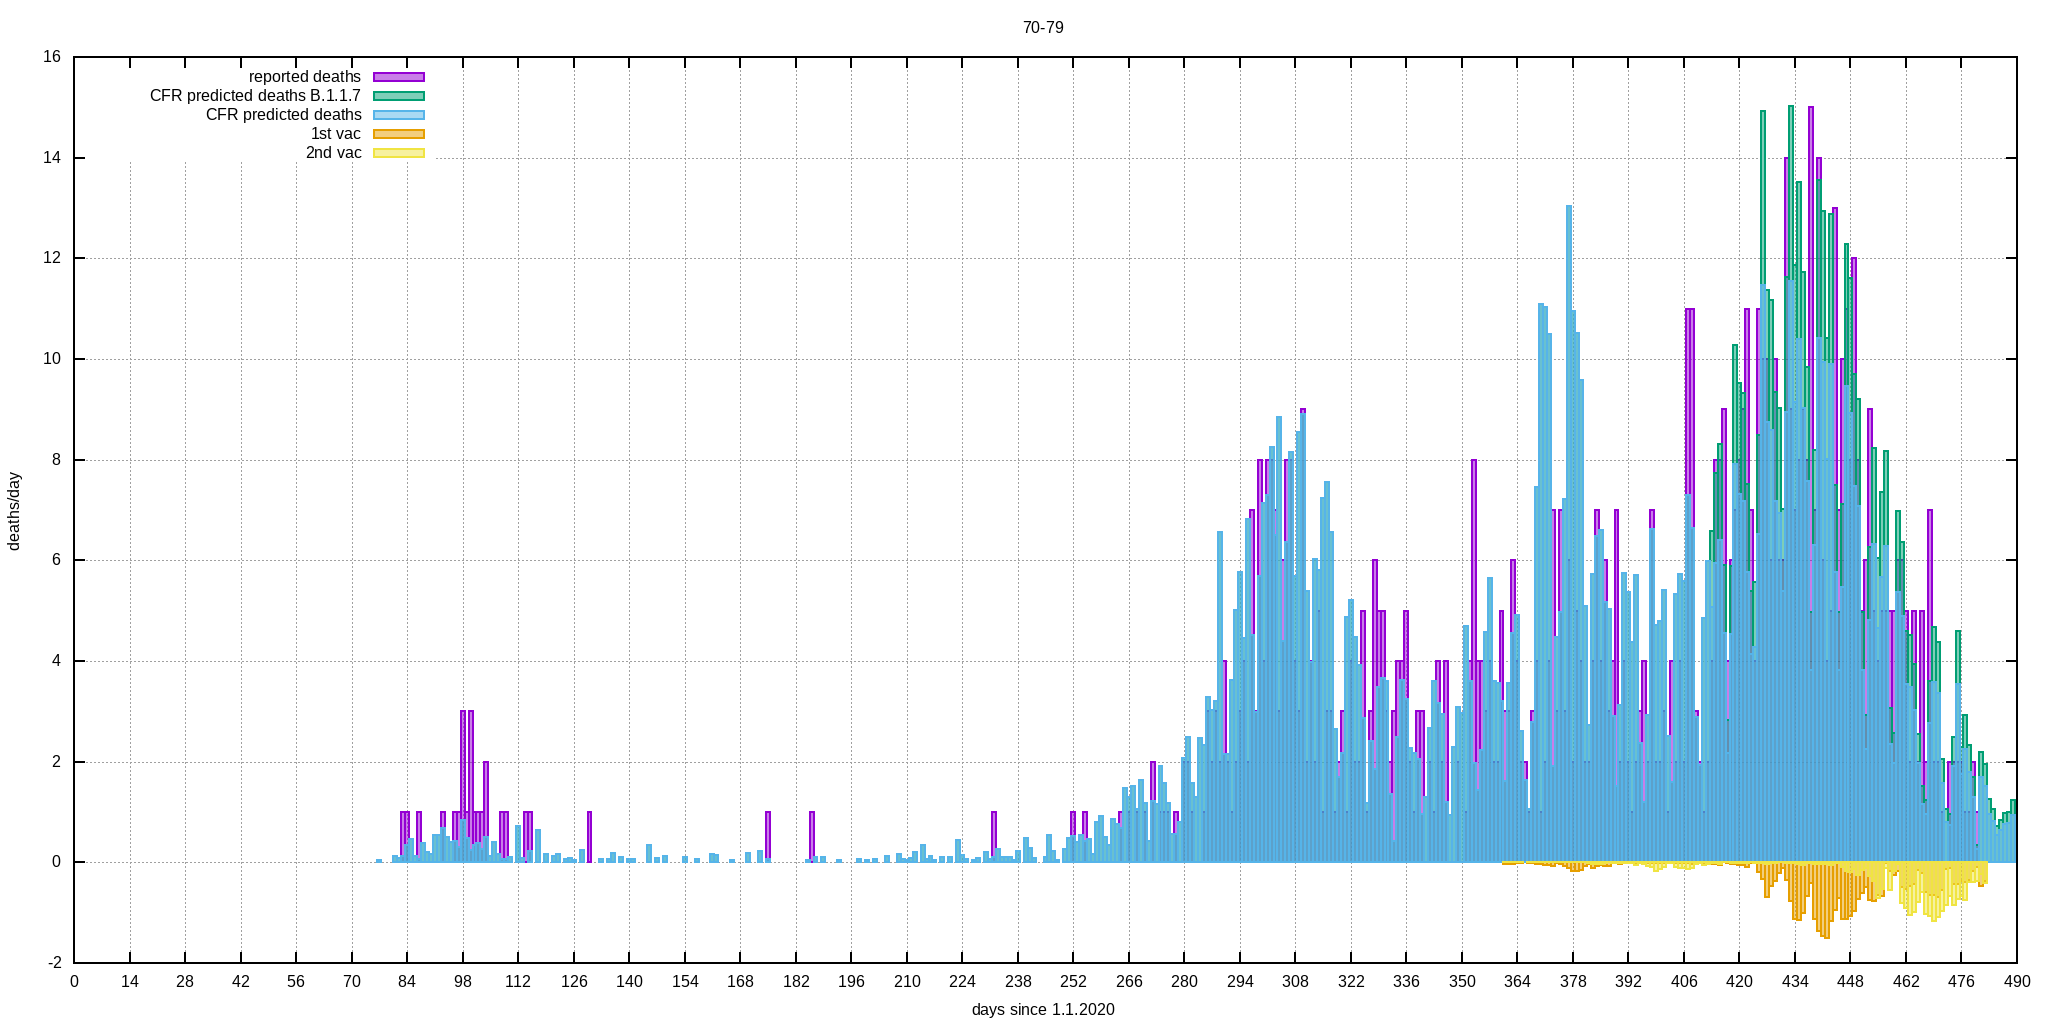 70-79
reported deaths
CFR predicted deaths B.1.1.7
CFR predicted deaths
1st vac
2nd vac
16
14
12
10
8
6
4
2
0
-2
deaths/day
0 14 28 42 56 70 84 98 112 126 140 154 168 182 196 210 224 238 252 266 280 294 308 322 336 350 364 378 392 406 420 434 448 462 476 490
days since 1.1.2020